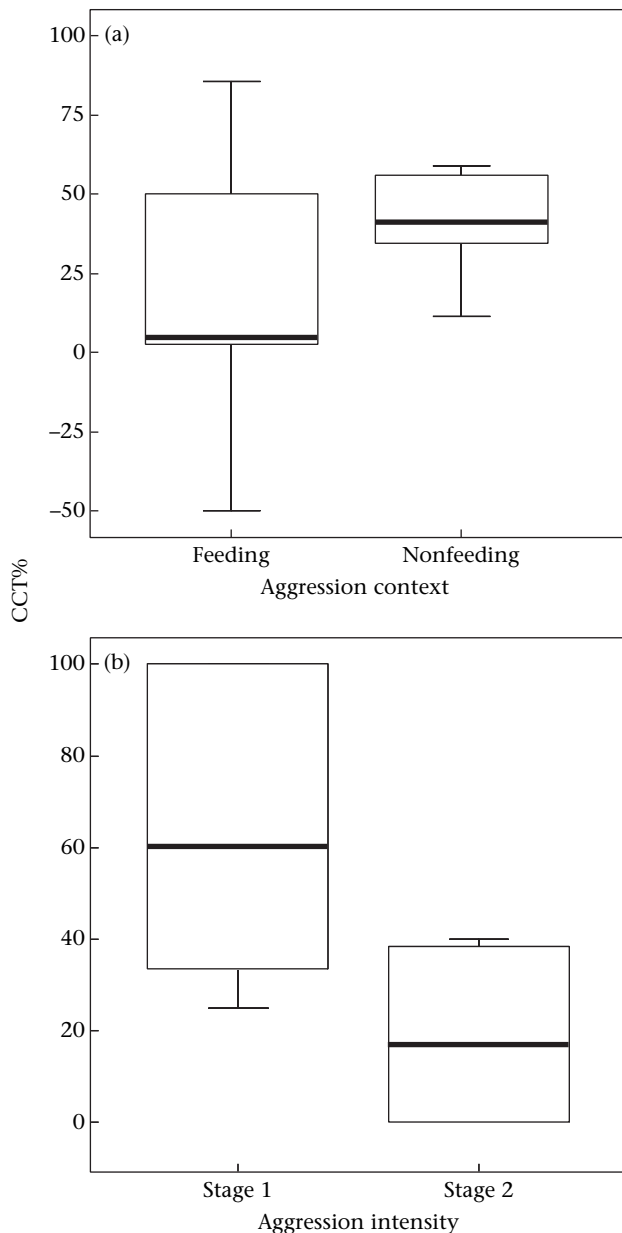 (a)
100
75
50
25
0
–25
–50
Feeding Nonfeeding
Aggression context
CCT%
(b)
100
80
60
40
20
0
Stage 1 Stage 2
Aggression intensity